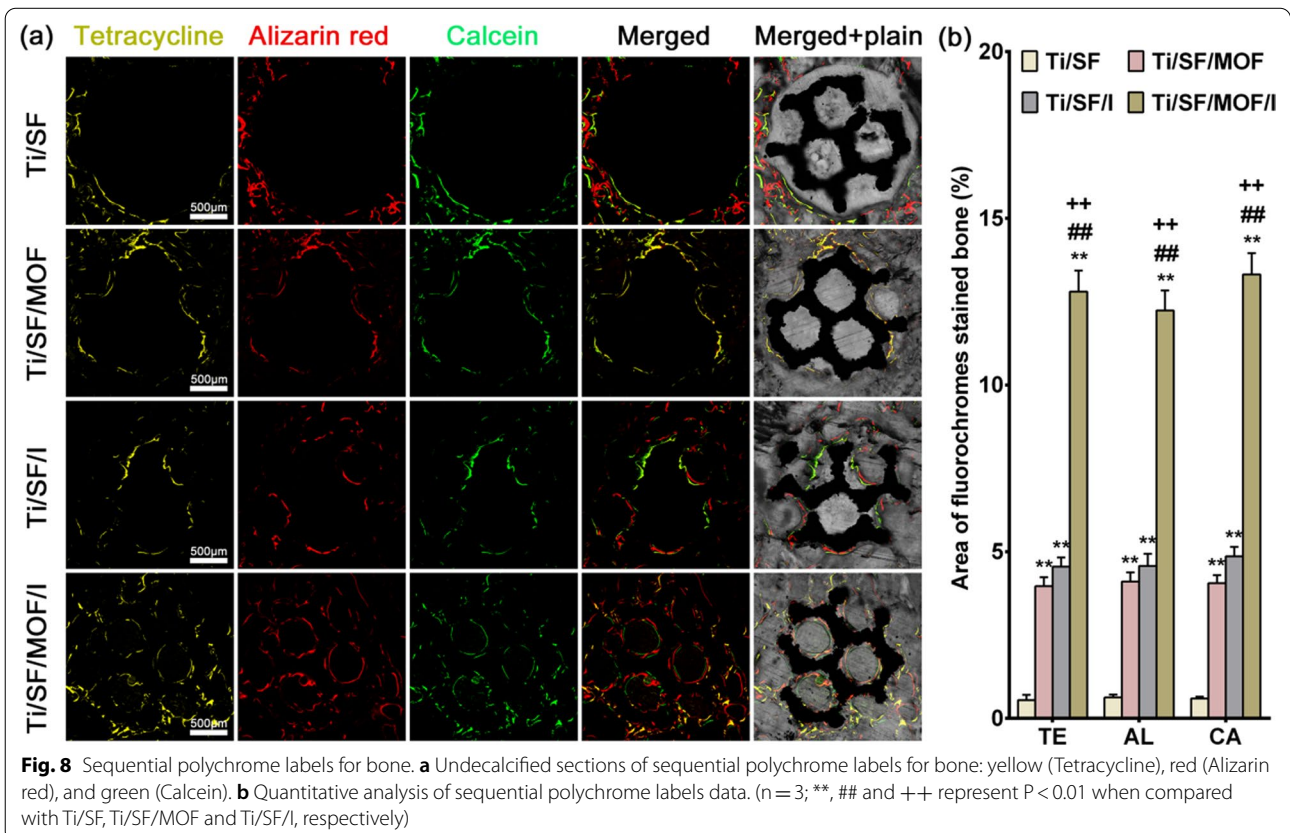 (a)
Tetracycline Alizarin red Calcein Merged Merged+plain
Ti/SF
500μm
Ti/SF/MOF
500μm
Ti/SF/I
500μm
Ti/SF/MOF/I
500μm
(b)
Area of fluorochromes stained bone (%)
20
15
10
5
0
Ti/SF Ti/SF/MOF
Ti/SF/I Ti/SF/MOF/I
** ** ** ## ++
** ** ** ## ++
** ** ** ## ++
TE AL CA
Fig. 8 Sequential polychrome labels for bone. a Undecalcified sections of sequential polychrome labels for bone: yellow (Tetracycline), red (Alizarin
red), and green (Calcein). b Quantitative analysis of sequential polychrome labels data. (n = 3; **, ## and ++ represent P < 0.01 when compared
with Ti/SF, Ti/SF/MOF and Ti/SF/I, respectively)